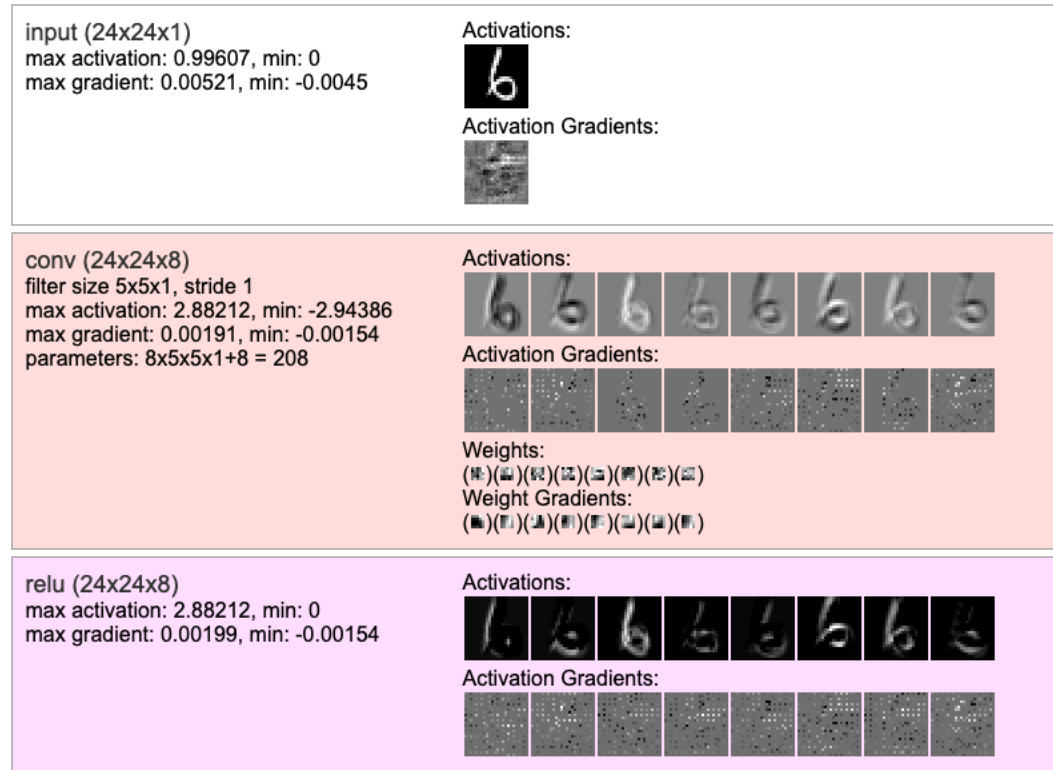 input (24x24x1)
max activation: 0.99607, min: 0
max gradient: 0.00521, min: -0.0045
Activations:
6
Activation Gradients:
conv (24x24x8)
filter size 5x5x1, stride 1
max activation: 2.88212, min: -2.94386
max gradient: 0.00191, min: -0.00154
parameters: 8x5x5x1+8 = 208
Activations:
Activation Gradients:
Weights:
()()()()()()()()
Weight Gradients:
()()()()()()()()
relu (24x24x8)
max activation: 2.88212, min: 0
max gradient: 0.00199, min: -0.00154
Activations:
Activation Gradients: